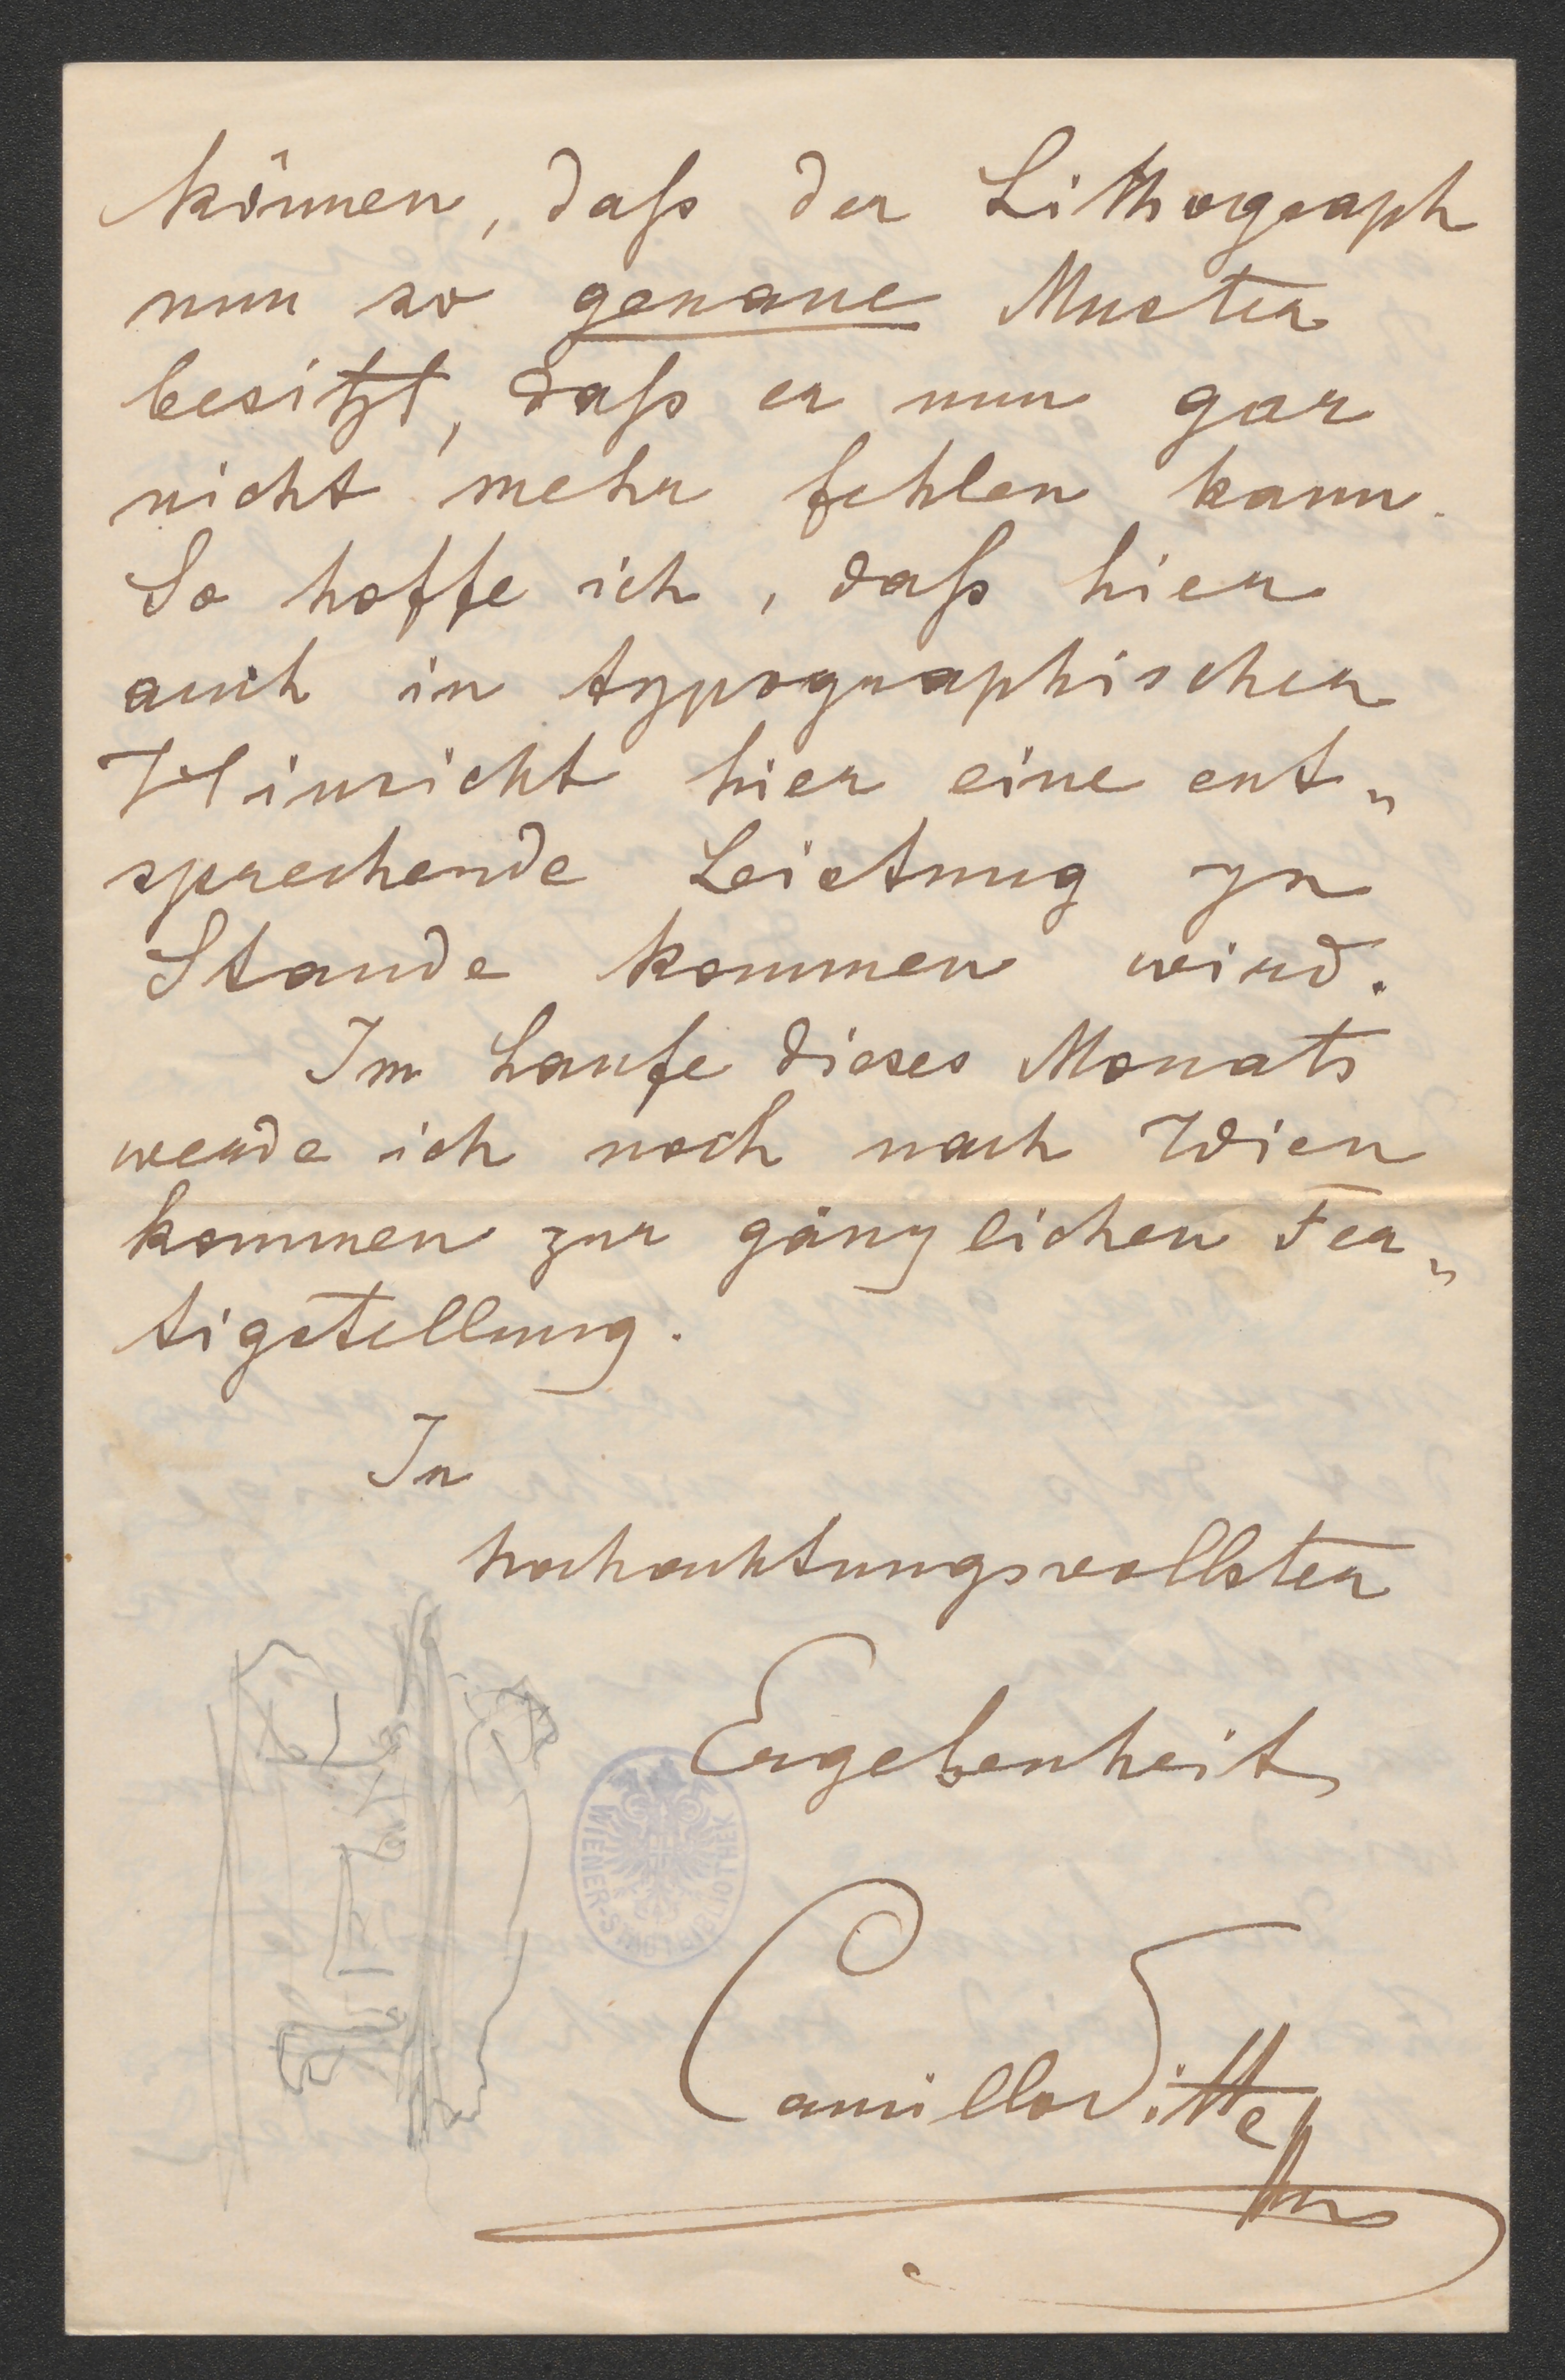 können, daß der Lithograph
nun so genaue Muster
besitzt, daß er nun gar
nicht mehr fehlen kann.
So hoffe ich, daß hier
auch in typographischer
Hinsicht hier eine ent„
sprechende Leistung zu
Stande kommen wird.
Im Laufe dieses Monats
werde ich noch nach Wien
kommen zur gänzlichen Fer„
tigstellung.
In
hochachtungsvollster
Ergebenheit
WIENER-STADTBIBLIOTHEK
Camillo Sitte